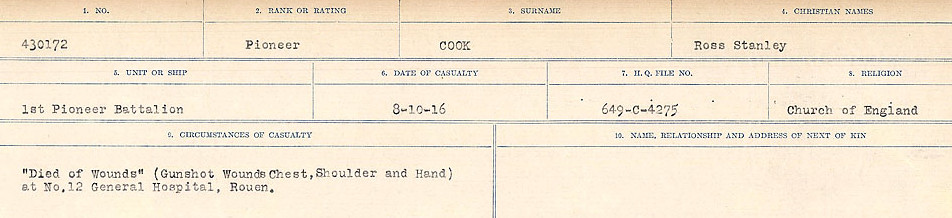 1. NO. 2. RANK OR RATING 3. SURNAME 4. CHRISTIAN NAMES
430172 Pioneer COOK Ross Stanley
5. UNIT OR SHIP 6. DATE OF CASUALTY 7. H. Q. FILE NO. 8. RELIGION
1st Pioneer Battalion 8-10-16 649-C-4275 Church of England
9. CIRCUMSTANCES OF CASUALTY 10. NAME, RELATIONSHIP AND ADDRESS OF NEXT OF KIN
"Died of Wounds" (Gunshot Wounds Chest,Shoulder and Hand)
at No.12 General Hospital, Rouen.